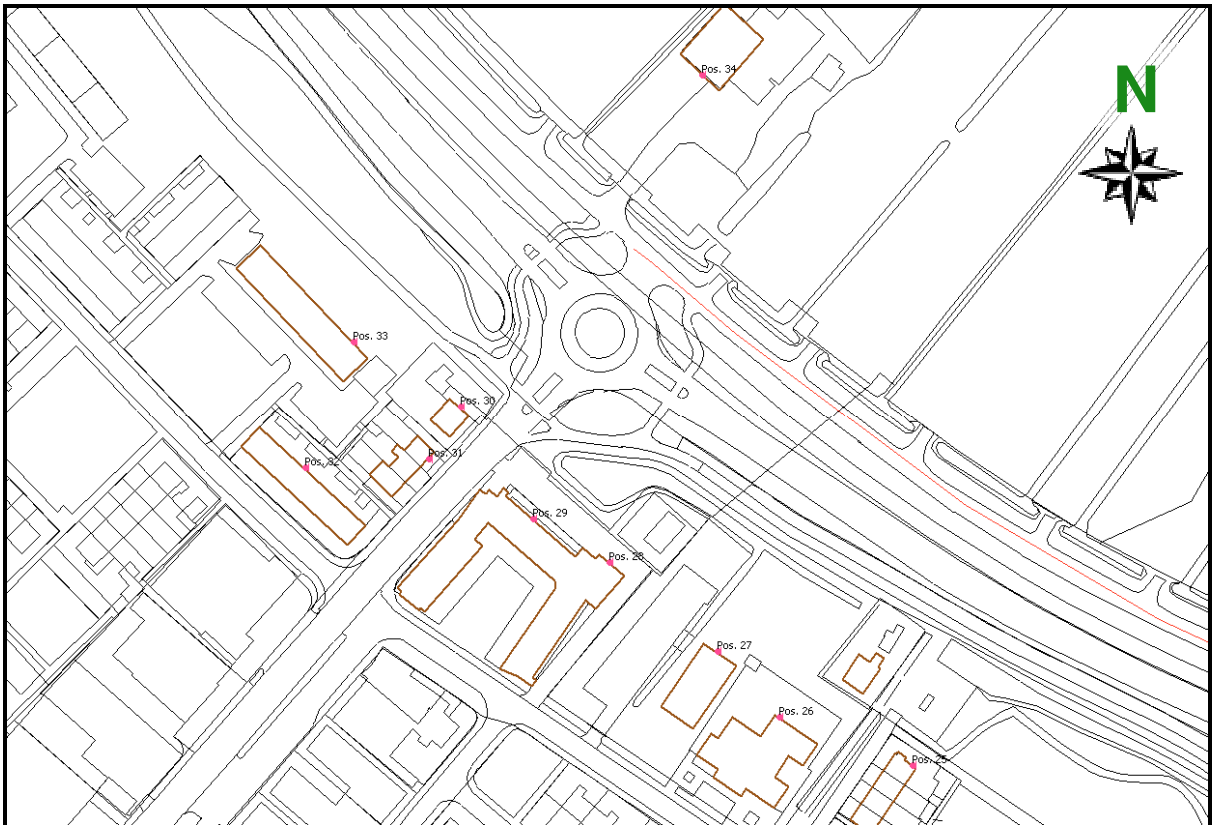 Pos. 34
N
Pos. 33
Pos. 30
Pos. 31
Pos. 32
Pos. 29
Pos. 28
Pos. 27
Pos. 26
Pos. 25